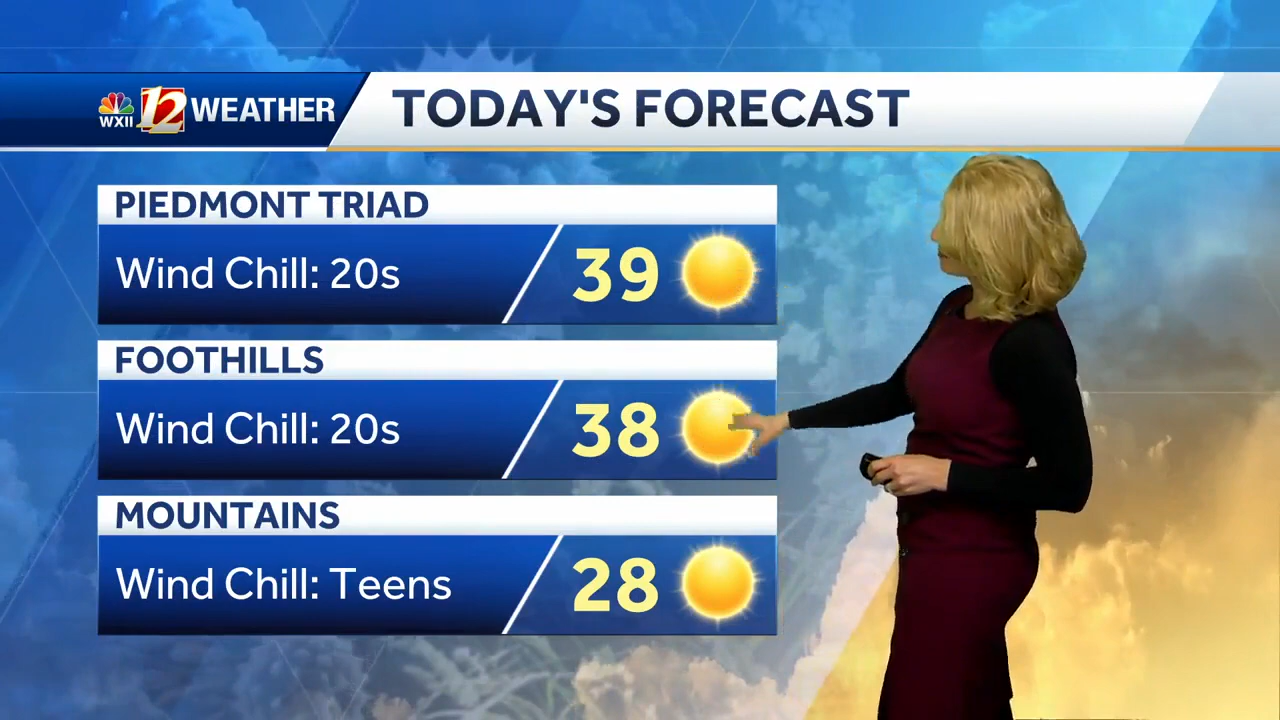 WXII 12 WEATHER
TODAY'S FORECAST
PIEDMONT TRIAD
Wind Chill: 20s
39
FOOTHILLS
Wind Chill: 20s
38
MOUNTAINS
Wind Chill: Teens
28